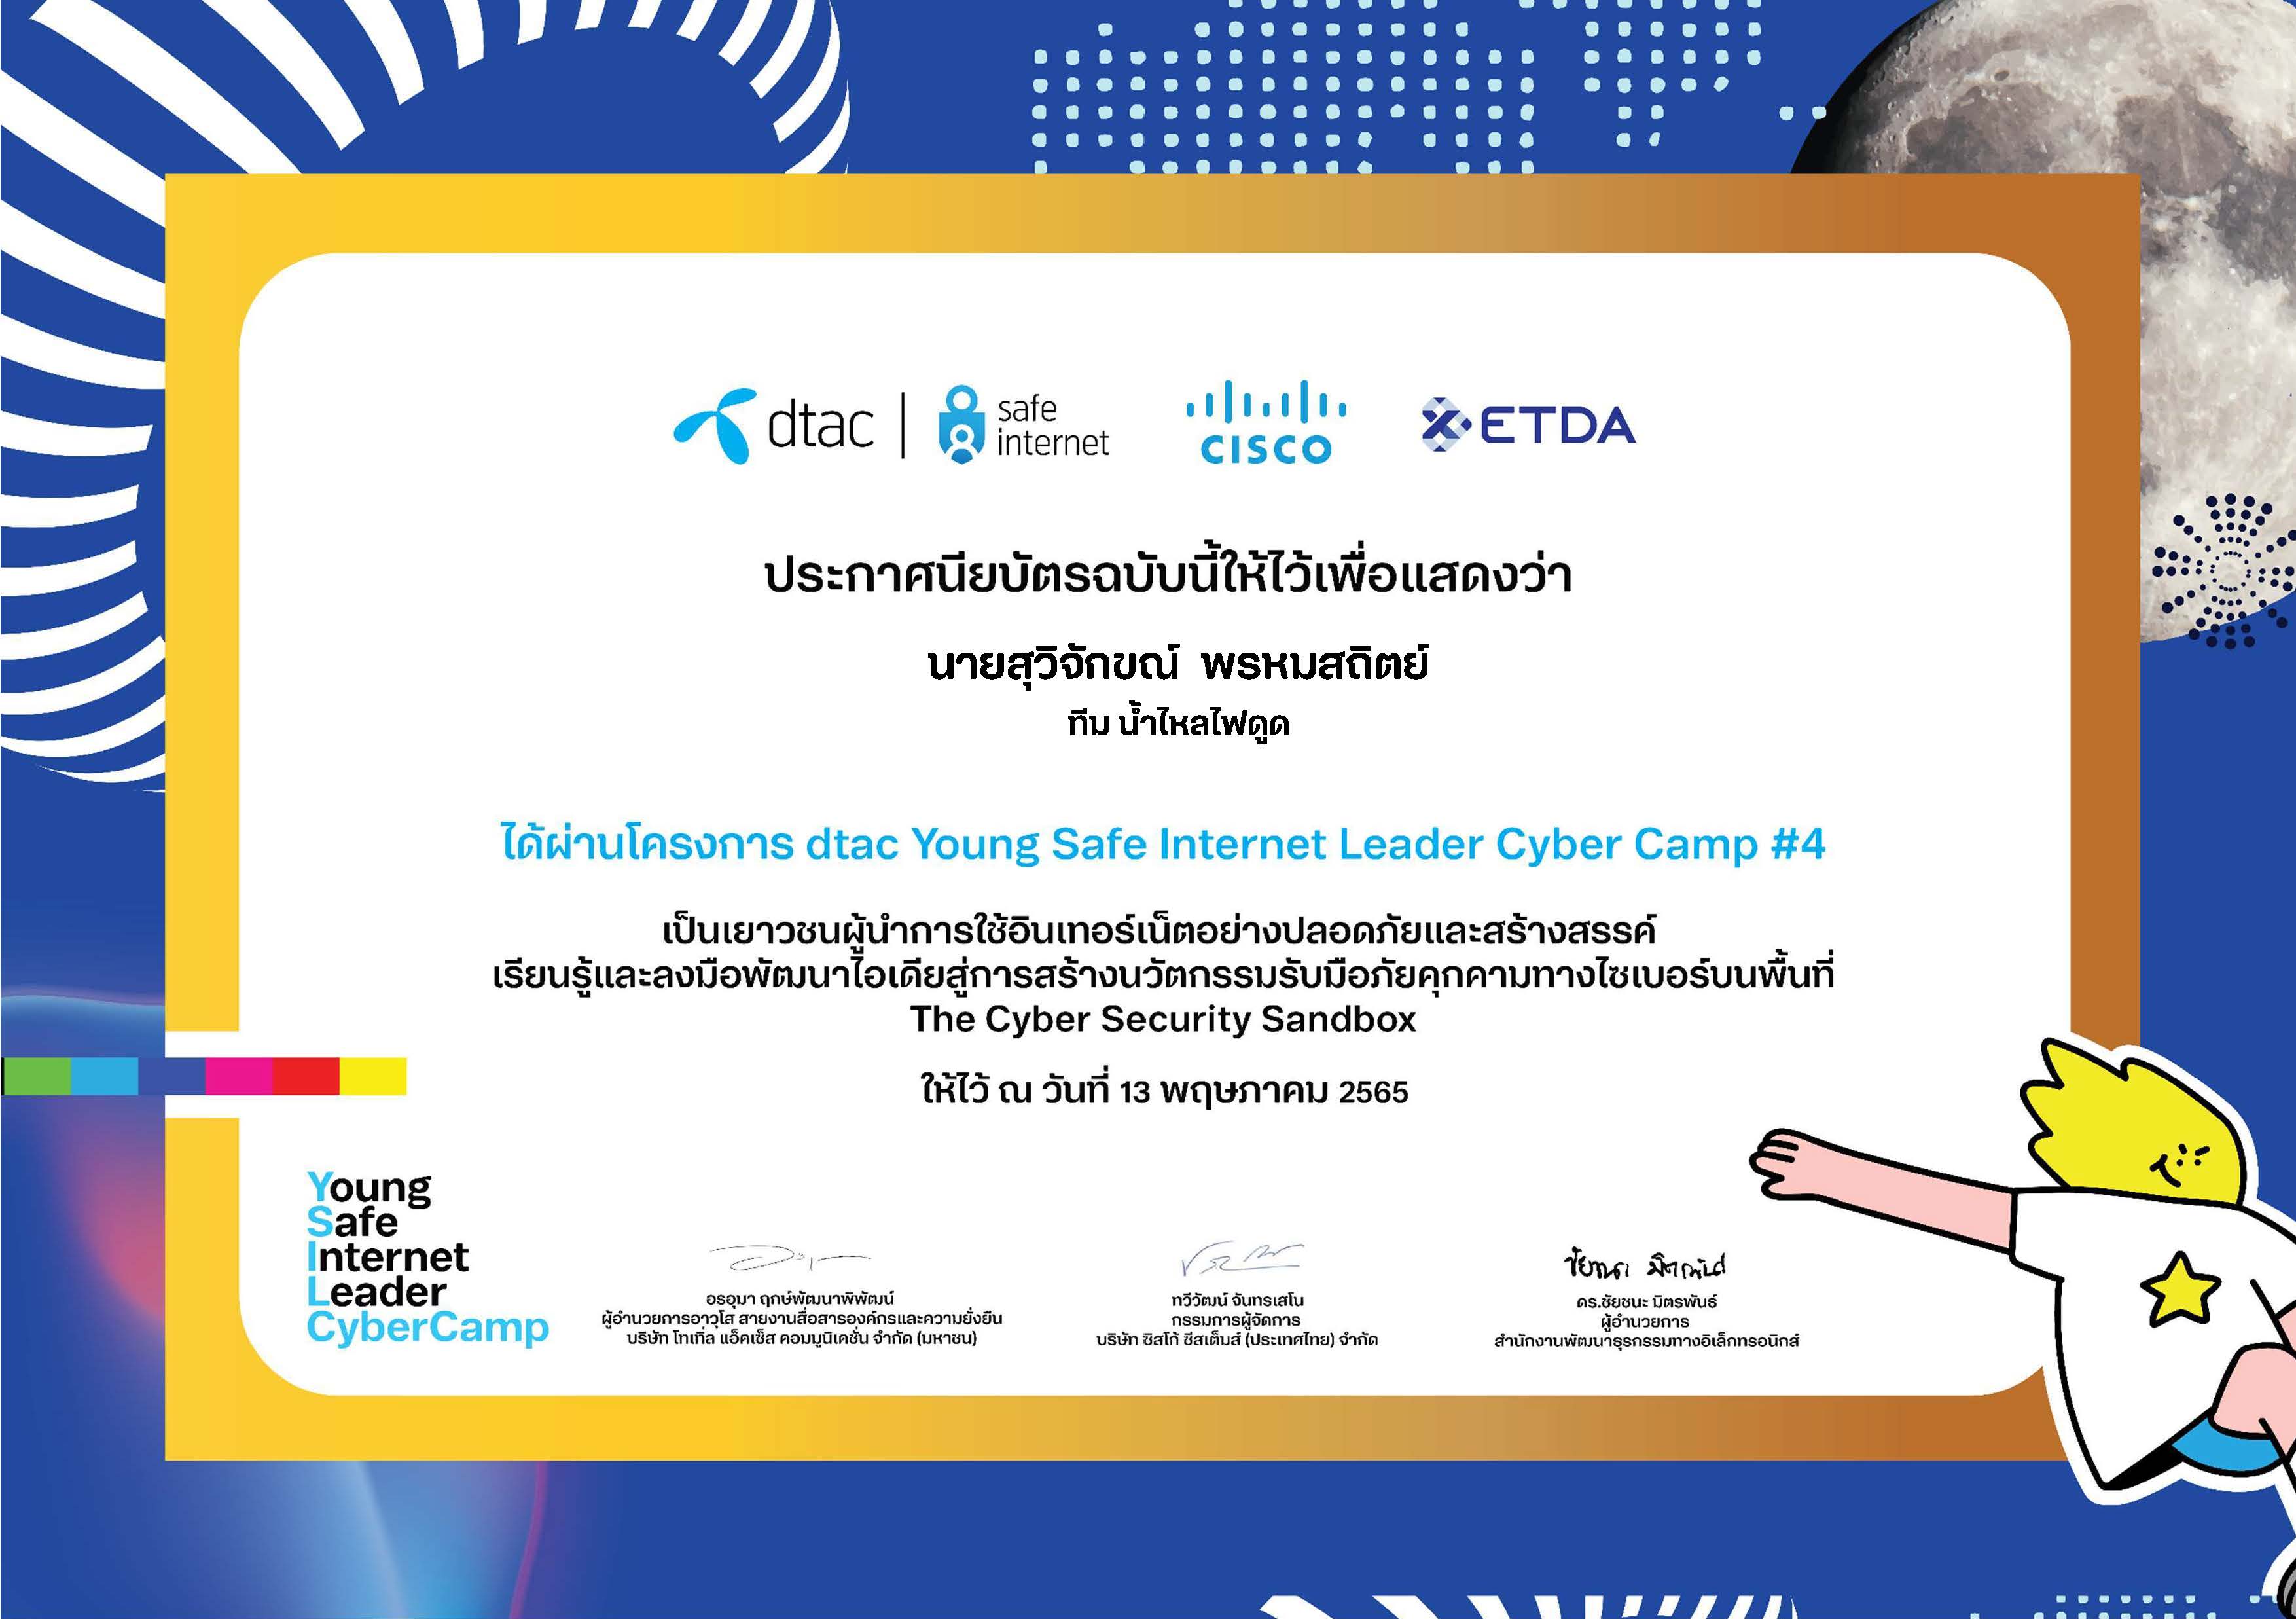 dtac
safe
internet
CISCO
ETDA
ประกาศนียบัตรฉบับนี้ให้ไว้เพื่อแสดงว่า
นายสุวิจักขณ์ พรหมสถิตย์
ทีม น้ำไหลไฟดูด
ได้ผ่านโครงการ dtac Young Safe Internet Leader Cyber Camp #4
เป็นเยาวชนผู้นำการใช้อินเทอร์เน็ตอย่างปลอดภัยและสร้างสรรค์
เรียนรู้และลงมือพัฒนาไอเดียสู่การสร้างนวัตกรรมรับมือภัยคุกคามทางไซเบอร์บนพื้นที่
The Cyber Security Sandbox
ให้ไว้ ณ วันที่ 13 พฤษภาคม 2565
Young
Safe
Internet
Leader
CyberCamp
อรอุมา ฤกษ์พัฒนาพิพัฒน์
ผู้อำนวยการอาวุโส สายงานสื่อสารองค์กรและความยั่งยืน
บริษัท โทเทิ่ล แอ็คเซ็ส คอมมูนิเคชั่น จำกัด (มหาชน)
ทวีวัฒน์ จันทรเสโน
กรรมการผู้จัดการ
บริษัท ซิสโก้ ซีสเต็มส์ (ประเทศไทย) จำกัด
ดร.ชัยชนะ มิตรพันธ์
ผู้อำนวยการ
สำนักงานพัฒนาธุรกรรมทางอิเล็กทรอนิกส์